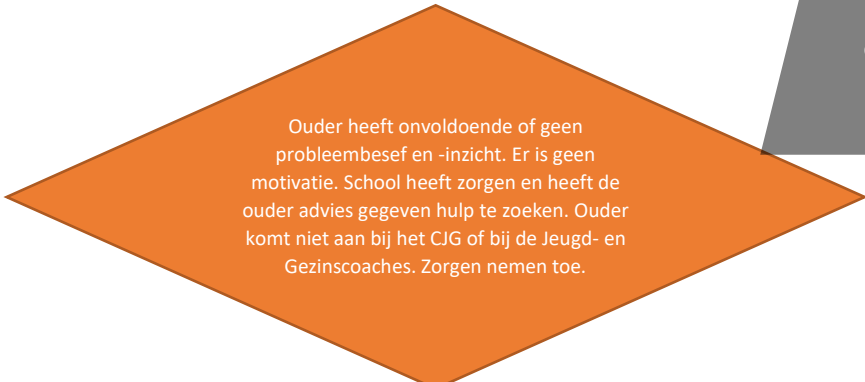 Ouder heeft onvoldoende of geen
probleembesef en -inzicht. Er is geen
motivatie. School heeft zorgen en heeft de
ouder advies gegeven hulp te zoeken. Ouder
komt niet aan bij het CJG of bij de Jeugd- en
Gezinscoaches. Zorgen nemen toe.